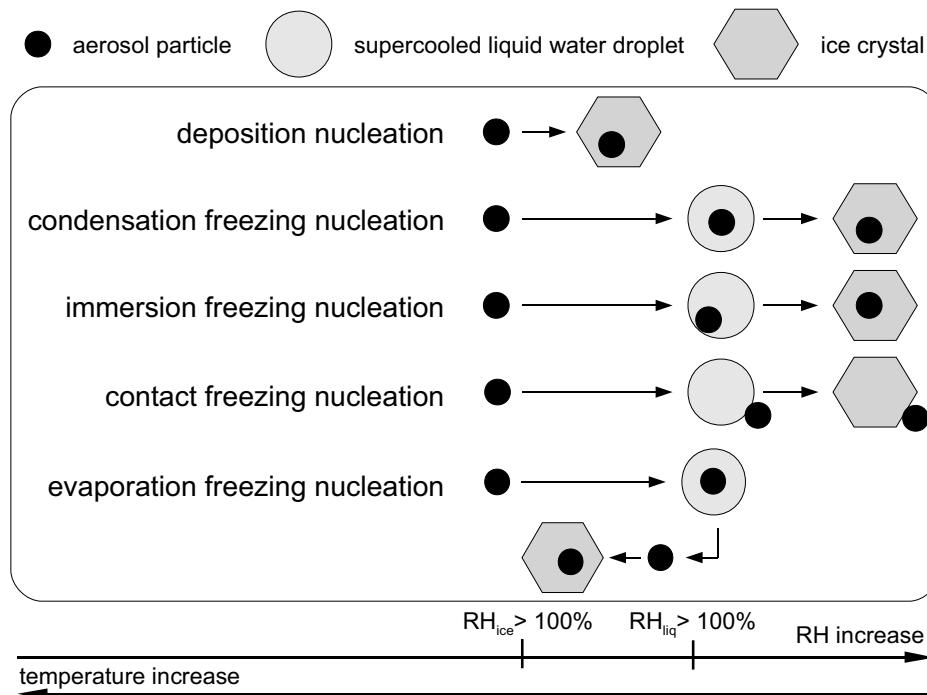 aerosol particle
supercooled liquid water droplet
ice crystal
deposition nucleation
condensation freezing nucleation
immersion freezing nucleation
contact freezing nucleation
evaporation freezing nucleation
RHice> 100%
RHliq> 100%
RH increase
temperature increase